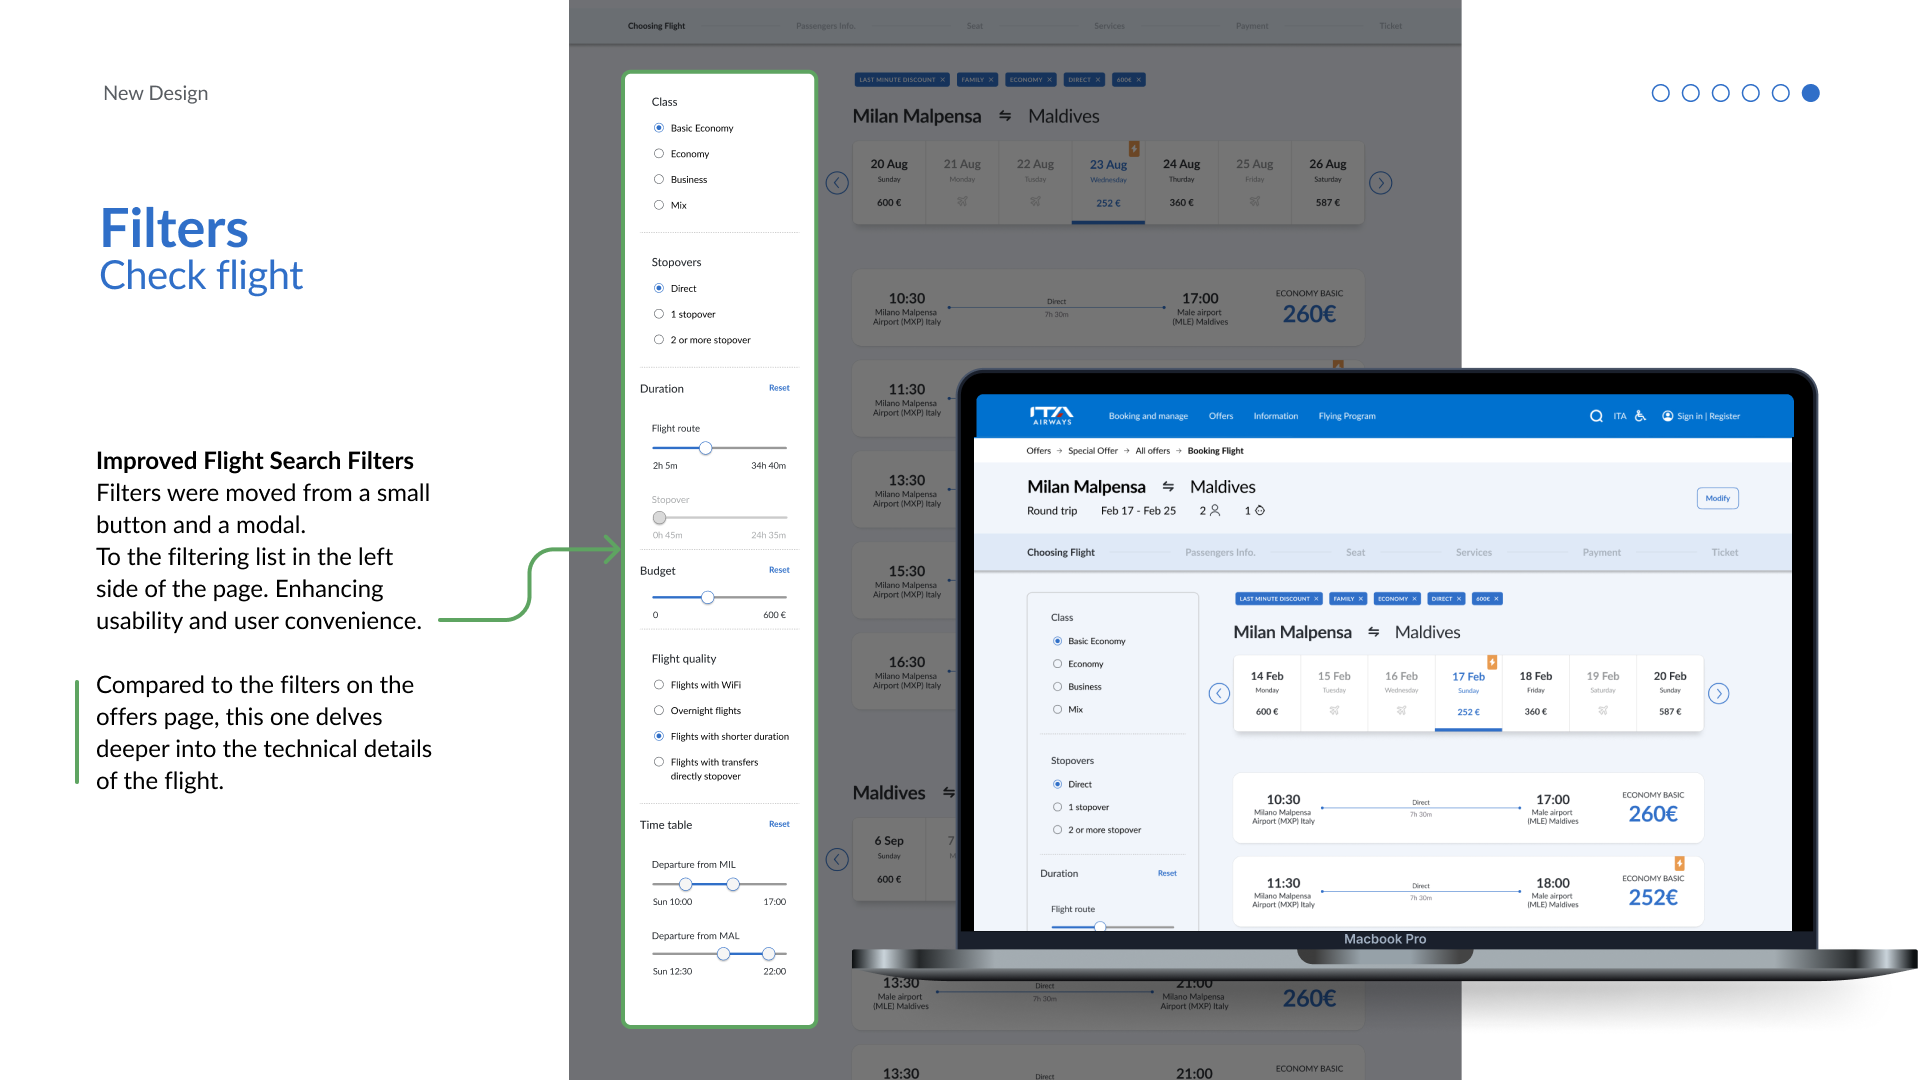 New Design
Filters
Check flight
Improved Flight Search Filters
Filters were moved from a small
button and a modal.
To the filtering list in the left
side of the page. Enhancing
usability and user convenience.
Compared to the filters on the
offers page, this one delves
deeper into the technical details
of the flight.
Choosing Flight
Passengers Info.
Seat
Services
Payment
Ticket
Class
Basic Economy
Economy
Business
Mix
Stopovers
Direct
1 stopover
2 or more stopover
Duration Reset
Flight route
2h 5m 34h 40m
Stopover
0h 45m 24h 35m
Budget Reset
0 600 €
Flight quality
Flights with WiFi
Overnight flights
Flights with shorter duration
Flights with transfers
directly stopover
Time table Reset
Departure from MIL
Sun 10:00 17:00
Departure from MAL
Sun 12:30 22:00
LAST MINUTE DISCOUNT × FAMILY × ECONOMY × DIRECT × 600€ ×
Milan Malpensa ⇋ Maldives
20 Aug 21 Aug 22 Aug 23 Aug 24 Aug 25 Aug 26 Aug
Sunday Monday Tusday Wednesday Thurday Friday Saturday
600 € 252 € 360 € 587 €
10:30 Direct 17:00 ECONOMY BASIC
Milano Malpensa 7h 30m Male airport 260€
Airport (MXP) Italy (MLE) Maldives
11:30
Milano Malpensa
Airport (MXP) Italy
13:30
Milano Malpensa
Airport (MXP) Italy
15:30
Milano Malpensa
Airport (MXP) Italy
16:30
Milano Malpensa
Airport (MXP) Italy
Maldives ⇋
6 Sep 7
Sunday M
600 €
13:30 Direct 21:00
Male airport 7h 30m Milano Malpensa 260€
(MLE) Maldives Airport (MXP) Italy
13:30 Direct 21:00 ECONOMY BASIC
ITA
AIRWAYS
Booking and manage Offers Information Flying Program ITA Sign in | Register
Offers → Special Offer → All offers → Booking Flight
Milan Malpensa ⇋ Maldives
Round trip Feb 17 - Feb 25 2 1
Modify
Choosing Flight Passengers Info. Seat Services Payment Ticket
Class
Basic Economy
Economy
Business
Mix
Stopovers
Direct
1 stopover
2 or more stopover
Duration Reset
Flight route
LAST MINUTE DISCOUNT × FAMILY × ECONOMY × DIRECT × 600€ ×
Milan Malpensa ⇋ Maldives
14 Feb 15 Feb 16 Feb 17 Feb 18 Feb 19 Feb 20 Feb
Monday Tuesday Wednesday Sunday Friday Saturday Sunday
600 € 252 € 360 € 587 €
10:30 Direct 17:00 ECONOMY BASIC
Milano Malpensa 7h 30m Male airport 260€
Airport (MXP) Italy (MLE) Maldives
11:30 Direct 18:00 ECONOMY BASIC
Milano Malpensa 7h 30m Male airport 252€
Airport (MXP) Italy (MLE) Maldives
Macbook Pro